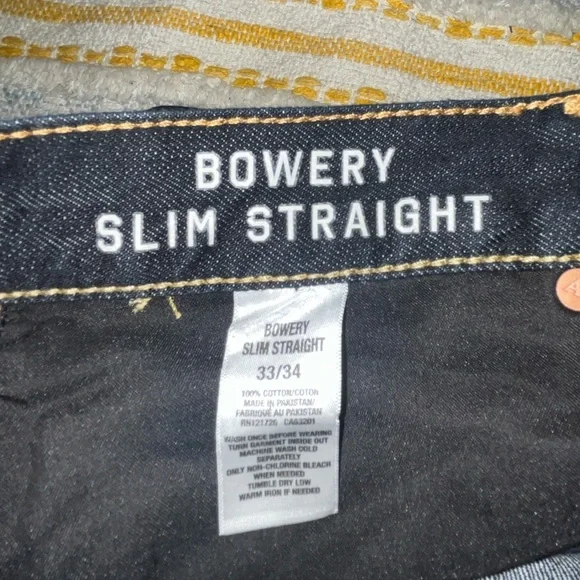 BOWERY
SLIM STRAIGHT
BOWERY
SLIM STRAIGHT
33/34
100% COTTON/COTON
MADE IN PAKISTAN/
FABRIQUÉ AU PAKISTAN
RN121726 CA53201
WASH ONCE BEFORE WEARING
TURN GARMENT INSIDE OUT
MACHINE WASH COLD
SEPARATELY
ONLY NON-CHLORINE BLEACH
WHEN NEEDED
TUMBLE DRY LOW
WARM IRON IF NEEDED